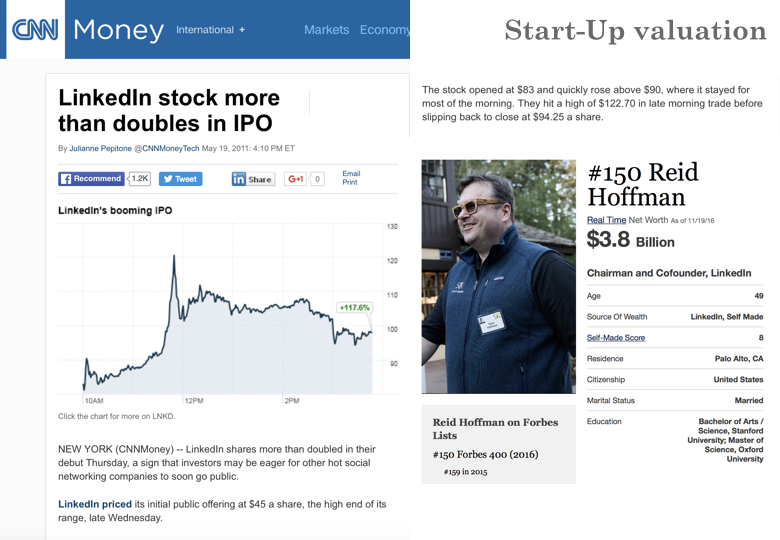 CNN Money International + Markets Economy
LinkedIn stock more
than doubles in IPO
By Julianne Pepitone @CNNMoneyTech May 19, 2011: 4:10 PM ET
Recommend 1.2K Tweet Share G+1 0 Email
Print
LinkedIn's booming IPO
130
120
110
+117.6%
100
90
10AM 12PM 2PM
Click the chart for more on LNKD.
NEW YORK (CNNMoney) -- LinkedIn shares more than doubled in their
debut Thursday, a sign that investors may be eager for other hot social
networking companies to soon go public.
LinkedIn priced its initial public offering at $45 a share, the high end of its
range, late Wednesday.
Start-Up valuation
The stock opened at $83 and quickly rose above $90, where it stayed for
most of the morning. They hit a high of $122.70 in late morning trade before
slipping back to close at $94.25 a share.
#150 Reid
Hoffman
Real Time Net Worth As of 11/19/16
$3.8 Billion
Chairman and Cofounder, LinkedIn
Age 49
Source Of Wealth LinkedIn, Self Made
Self-Made Score 8
Residence Palo Alto, CA
Citizenship United States
Marital Status Married
Education Bachelor of Arts /
Science, Stanford
University; Master of
Science, Oxford
University
Reid Hoffman on Forbes
Lists
#150 Forbes 400 (2016)
#159 in 2015